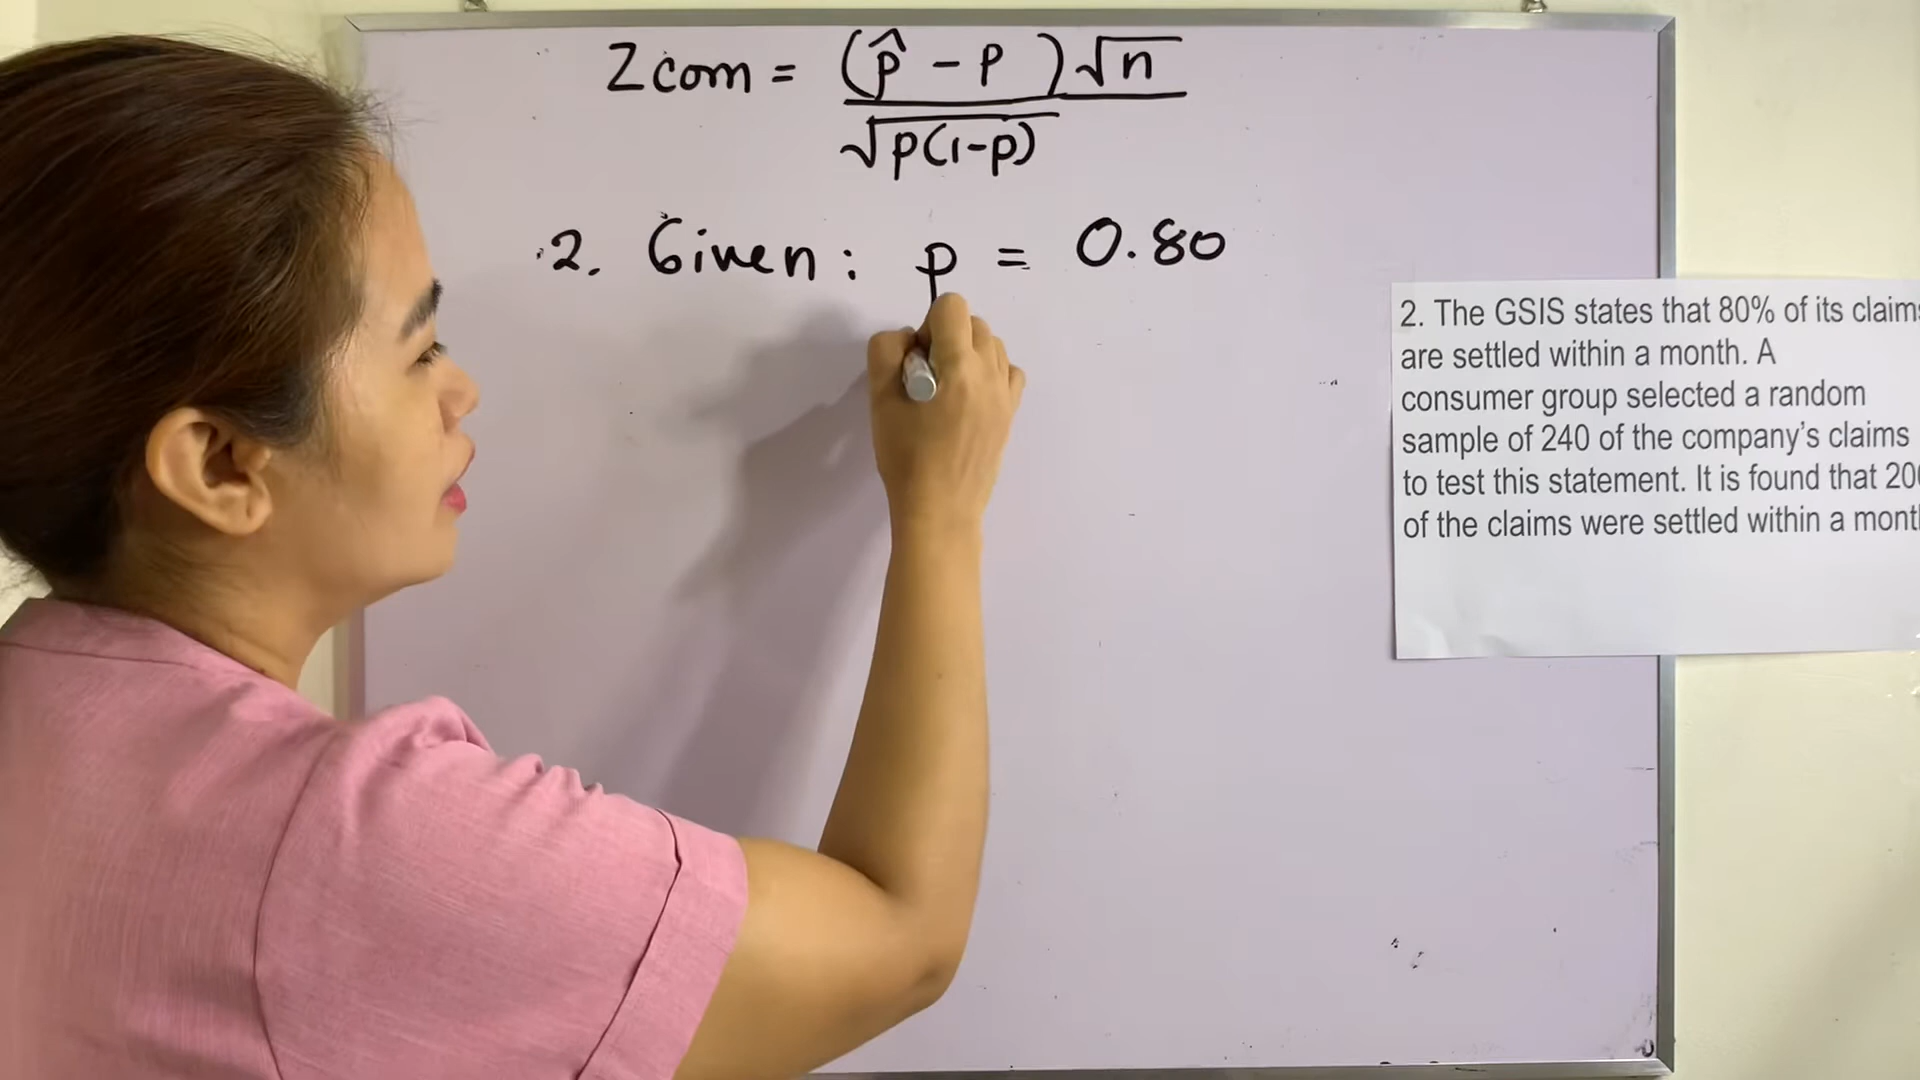 Zcom = (p̂ - p)√n
√p(1-p)
2. Given: p = 0.80
2. The GSIS states that 80% of its claims
are settled within a month. A
consumer group selected a random
sample of 240 of the company's claims
to test this statement. It is found that 200
of the claims were settled within a month